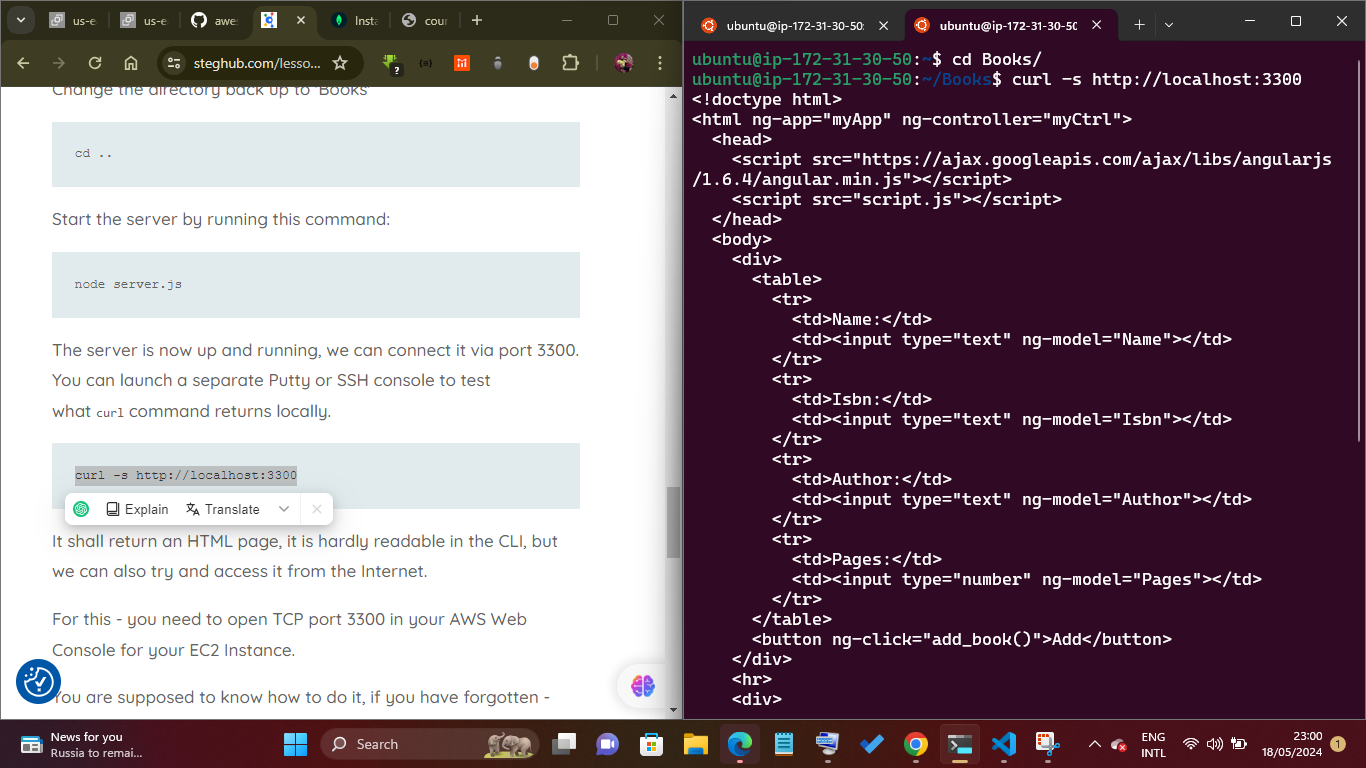 us-e
us-e
awe
Insta
cour
steghub.com/lesso...
Change the directory back up to 'Books'
cd ..
Start the server by running this command:
node server.js
The server is now up and running, we can connect it via port 3300.
You can launch a separate Putty or SSH console to test
what curl command returns locally.
curl -s http://localhost:3300
Explain
Translate
It shall return an HTML page, it is hardly readable in the CLI, but
we can also try and access it from the Internet.
For this - you need to open TCP port 3300 in your AWS Web
Console for your EC2 Instance.
You are supposed to know how to do it, if you have forgotten -
ubuntu@ip-172-31-30-50:
ubuntu@ip-172-31-30-50
ubuntu@ip-172-31-30-50:~$ cd Books/
ubuntu@ip-172-31-30-50:~/Books$ curl -s http://localhost:3300
<!doctype html>
<html ng-app="myApp" ng-controller="myCtrl">
<head>
<script src="https://ajax.googleapis.com/ajax/libs/angularjs
/1.6.4/angular.min.js"></script>
<script src="script.js"></script>
</head>
<body>
<div>
<table>
<tr>
<td>Name:</td>
<td><input type="text" ng-model="Name"></td>
</tr>
<tr>
<td>Isbn:</td>
<td><input type="text" ng-model="Isbn"></td>
</tr>
<tr>
<td>Author:</td>
<td><input type="text" ng-model="Author"></td>
</tr>
<tr>
<td>Pages:</td>
<td><input type="number" ng-model="Pages"></td>
</tr>
</table>
<button ng-click="add_book()">Add</button>
</div>
<hr>
<div>
News for you
Russia to remai...
Search
ENG
INTL
23:00
18/05/2024
1